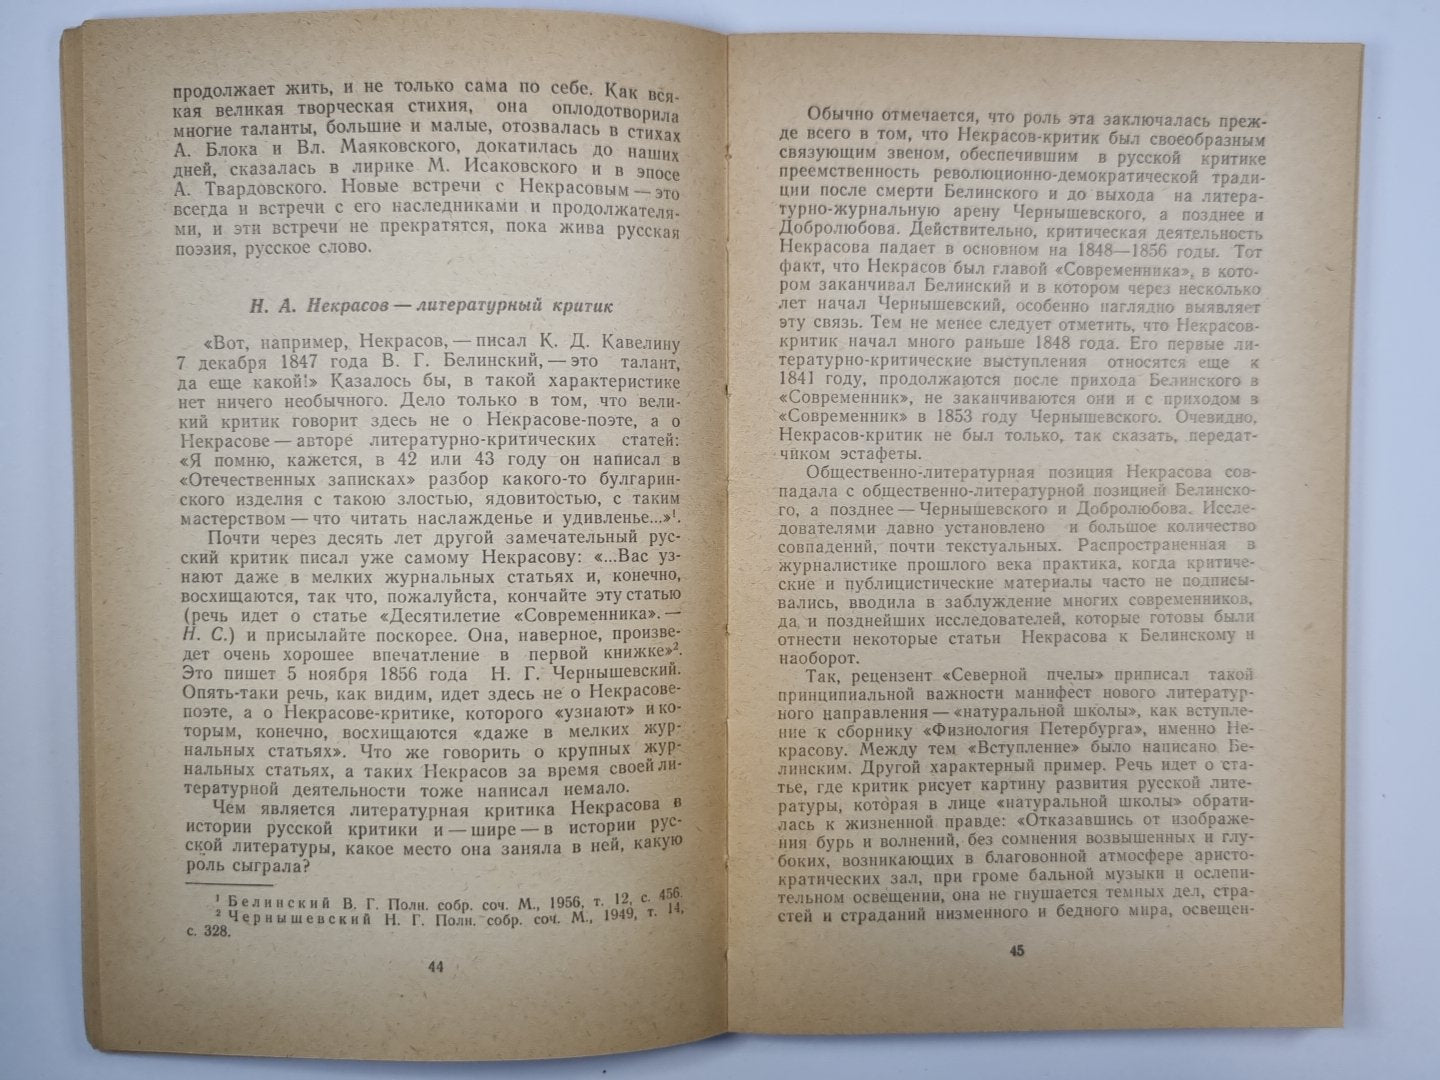 продолжает жить, и не только сама по себе. Как вся-
кая великая творческая стихия, она оплодотворила
многие таланты, большие и малые, отозвалась в стихах
А. Блока и Вл. Маяковского, докатилась до наших
дней, сказалась в лирике М. Исаковского и в эпосе
А. Твардовского. Новые встречи с Некрасовым — это
всегда и встречи с его наследниками и продолжателя-
ми, и эти встречи не прекратятся, пока жива русская
поэзия, русское слово.
Н. А. Некрасов — литературный критик
«Вот, например, Некрасов, — писал К. Д. Кавелину
7 декабря 1847 года В. Г. Белинский, — это талант,
да еще какой!» Казалось бы, в такой характеристике
нет ничего необычного. Дело только в том, что вели-
кий критик говорит здесь не о Некрасове-поэте, а о
Некрасове — авторе литературно-критических статей:
«Я помню, кажется, в 42 или 43 году он написал в
«Отечественных записках» разбор какого-то булгарин-
ского изделия с такою злостью, ядовитостью, с таким
мастерством — что читать наслажденье и удивленье...»¹.
Почти через десять лет другой замечательный рус-
ский критик писал уже самому Некрасову: «...Вас уз-
нают даже в мелких журнальных статьях и, конечно,
восхищаются, так что, пожалуйста, кончайте эту статью
(речь идет о статье «Десятилетие «Современника». —
Н. С.) и присылайте поскорее. Она, наверное, произве-
дет очень хорошее впечатление в первой книжке»².
Это пишет 5 ноября 1856 года Н. Г. Чернышевский.
Опять-таки речь, как видим, идет здесь не о Некрасове-
поэте, а о Некрасове-критике, которого «узнают» и ко-
торым, конечно, восхищаются «даже в мелких жур-
нальных статьях». Что же говорить о крупных жур-
нальных статьях, а таких Некрасов за время своей ли-
тературной деятельности тоже написал немало.
Чем является литературная критика Некрасова в
истории русской критики и — шире — в истории рус-
ской литературы, какое место она заняла в ней, какую
роль сыграла?
¹ Белинский В. Г. Полн. собр. соч. М., 1956, т. 12, с. 456.
² Чернышевский Н. Г. Полн. собр. соч. М., 1949, т. 14,
с. 328.
44
Обычно отмечается, что роль эта заключалась преж-
де всего в том, что Некрасов-критик был своеобразным
связующим звеном, обеспечившим в русской критике
преемственность революционно-демократической тради-
ции после смерти Белинского и до выхода на литера-
турно-журнальную арену Чернышевского, а позднее и
Добролюбова. Действительно, критическая деятельность
Некрасова падает в основном на 1848—1856 годы. Тот
факт, что Некрасов был главой «Современника», в кото-
ром заканчивал Белинский и в котором через несколько
лет начал Чернышевский, особенно наглядно выявляет
эту связь. Тем не менее следует отметить, что Некрасов-
критик начал много раньше 1848 года. Его первые ли-
тературно-критические выступления относятся еще к
1841 году, продолжаются после прихода Белинского в
«Современник», не заканчиваются они и с приходом в
«Современник» в 1853 году Чернышевского. Очевидно,
Некрасов-критик не был только, так сказать, передат-
чиком эстафеты.
Общественно-литературная позиция Некрасова сов-
падала с общественно-литературной позицией Белинско-
го, а позднее — Чернышевского и Добролюбова. Иссле-
дователями давно установлено и большое количество
совпадений, почти текстуальных. Распространенная в
журналистике прошлого века практика, когда критиче-
ские и публицистические материалы часто не подписы-
вались, вводила в заблуждение многих современников,
да и позднейших исследователей, которые готовы были
отнести некоторые статьи Некрасова к Белинскому и
наоборот.
Так, рецензент «Северной пчелы» приписал такой
принципиальной важности манифест нового литератур-
ного направления — «натуральной школы», как вступле-
ние к сборнику «Физиология Петербурга», именно Не-
красову. Между тем «Вступление» было написано Бе-
линским. Другой характерный пример. Речь идет о ста-
тье, где критик рисует картину развития русской лите-
ратуры, которая в лице «натуральной школы» обрати-
лась к жизненной правде: «Отказавшись от изображе-
ния бурь и волнений, без сомнения возвышенных и глу-
боких, возникающих в благовонной атмосфере аристо-
кратических зал, при громе бальной музыки и ослепи-
тельном освещении, она не гнушается темных дел, стра-
стей и страданий низменного и бедного мира, освещен-
45